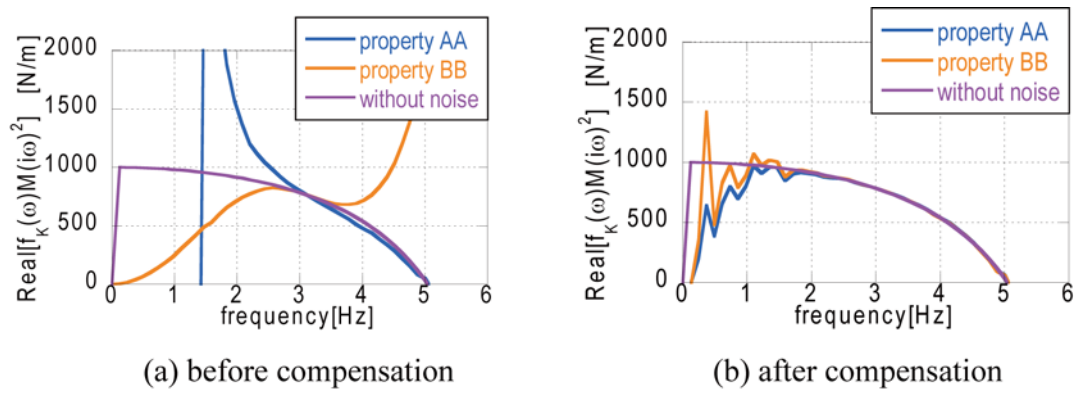 property AA
property BB
without noise
2000
1500
1000
500
0
0 1 2 3 4 5 6
frequency[Hz]
Real[f_K(ω)M(iω)^2] [N/m]
(a) before compensation
property AA
property BB
without noise
2000
1500
1000
500
0
0 1 2 3 4 5 6
frequency[Hz]
Real[f_K(ω)M(iω)^2] [N/m]
(b) after compensation